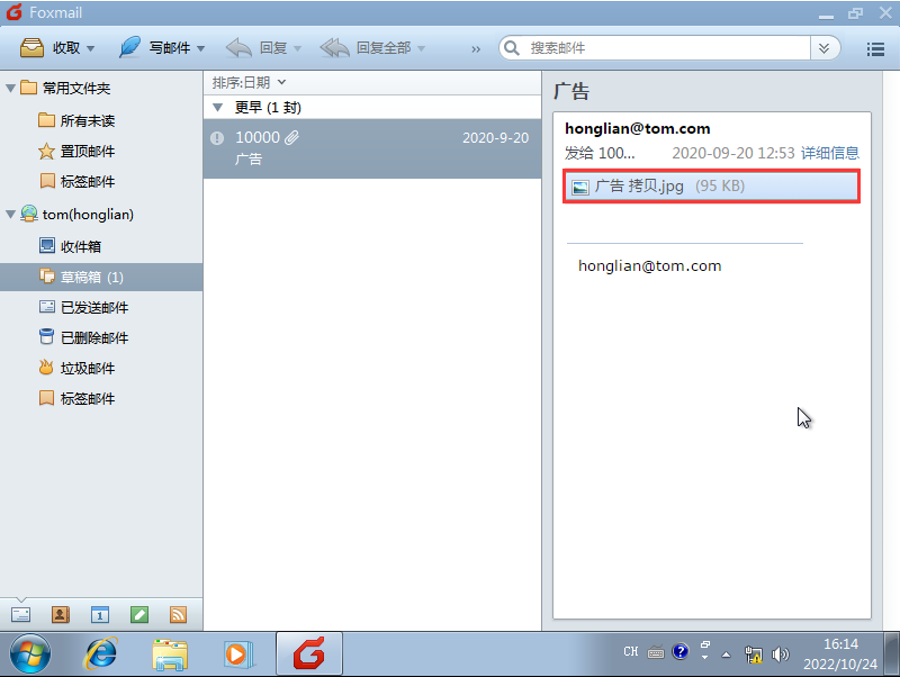 Foxmail
收取
写邮件
回复
回复全部
»
搜索邮件
常用文件夹
所有未读
置顶邮件
标签邮件
tom(honglian)
收件箱
草稿箱 (1)
已发送邮件
已删除邮件
垃圾邮件
标签邮件
排序:日期
更早 (1 封)
10000
2020-9-20
广告
广告
honglian@tom.com
发给 100...
2020-09-20 12:53 详细信息
广告 拷贝.jpg (95 KB)
honglian@tom.com
1
CH
16:14
2022/10/24